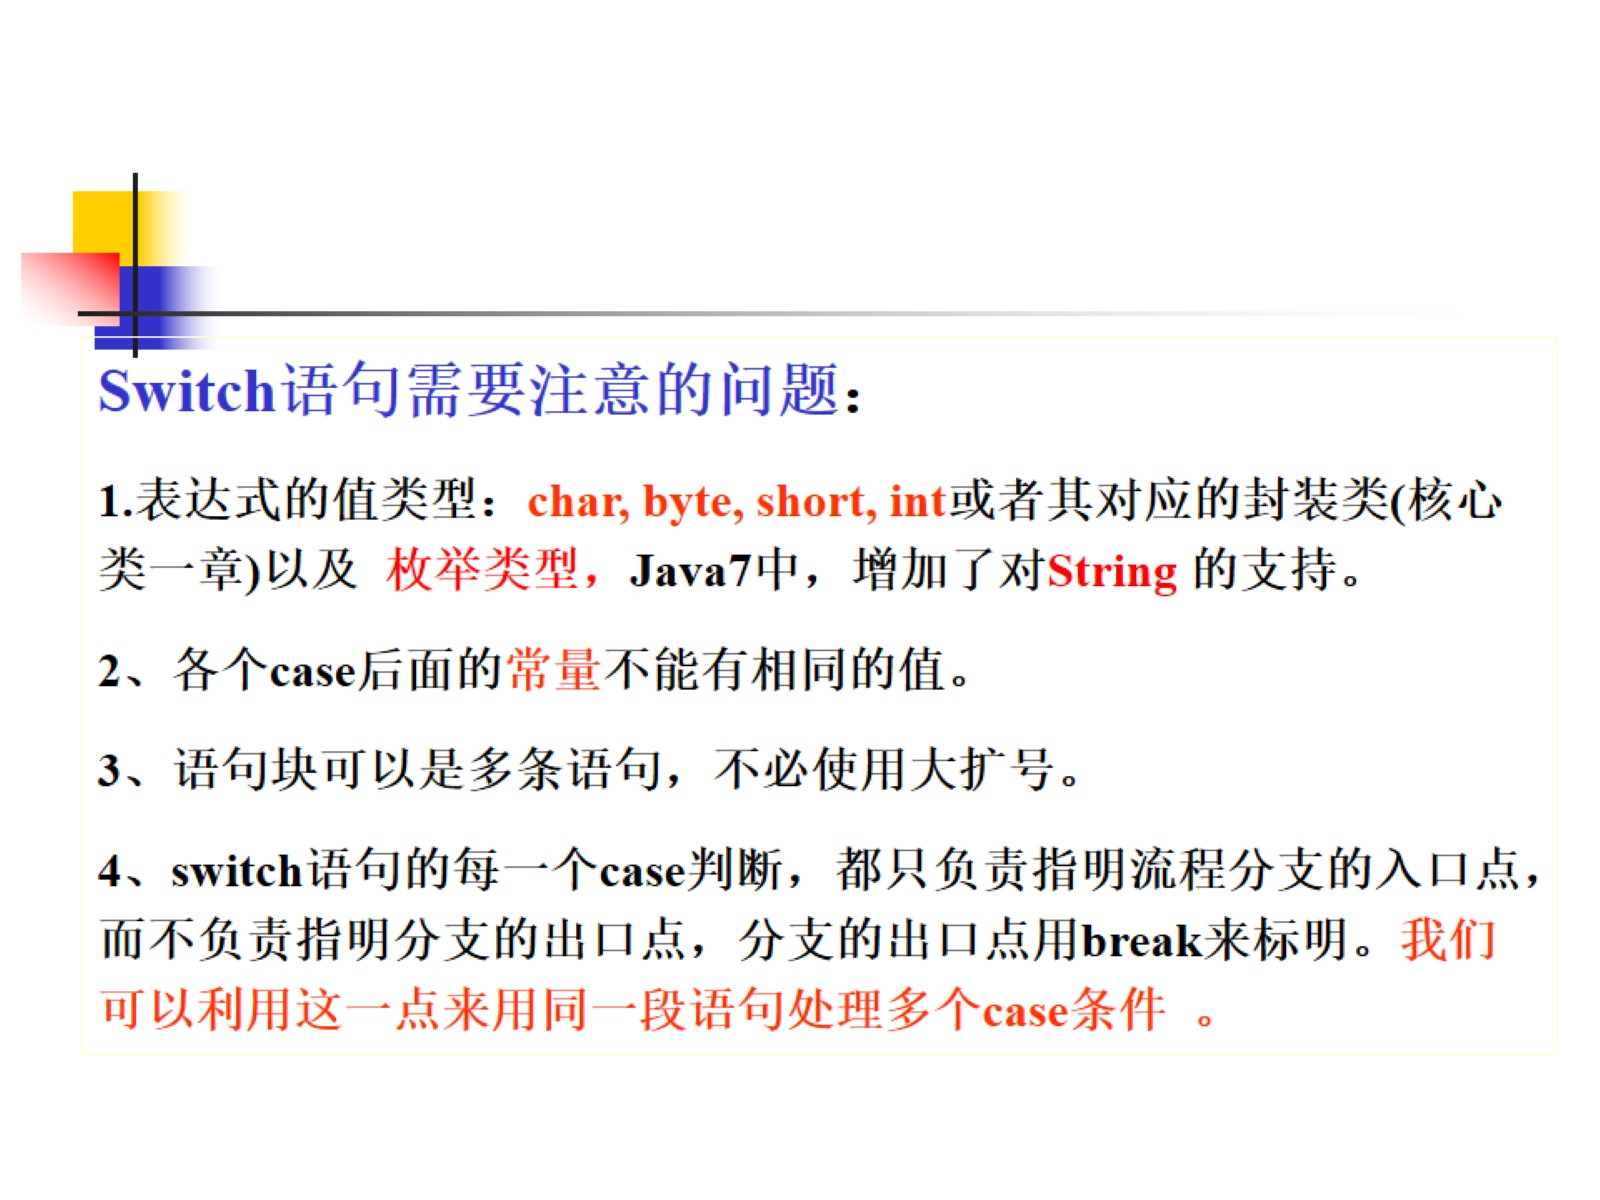 Switch语句需要注意的问题：
1.表达式的值类型：char, byte, short, int或者其对应的封装类(核心
类一章)以及 枚举类型，Java7中，增加了对String 的支持。
2、各个case后面的常量不能有相同的值。
3、语句块可以是多条语句，不必使用大扩号。
4、switch语句的每一个case判断，都只负责指明流程分支的入口点，
而不负责指明分支的出口点，分支的出口点用break来标明。我们
可以利用这一点来用同一段语句处理多个case条件 。